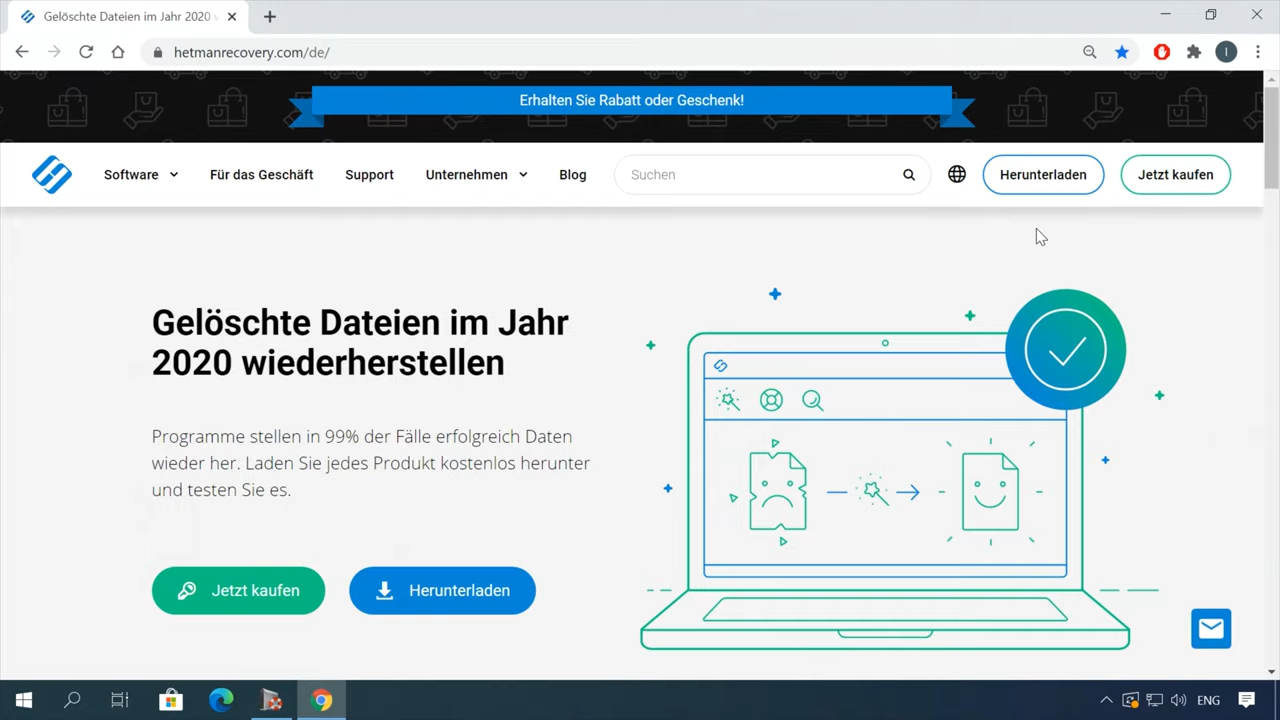 Gelöschte Dateien im Jahr 2020
hetmanrecovery.com/de/
I
Erhalten Sie Rabatt oder Geschenk!
Software
Für das Geschäft
Support
Unternehmen
Blog
Suchen
Herunterladen
Jetzt kaufen
Gelöschte Dateien im Jahr
2020 wiederherstellen
Programme stellen in 99% der Fälle erfolgreich Daten
wieder her. Laden Sie jedes Produkt kostenlos herunter
und testen Sie es.
Jetzt kaufen
Herunterladen
ENG